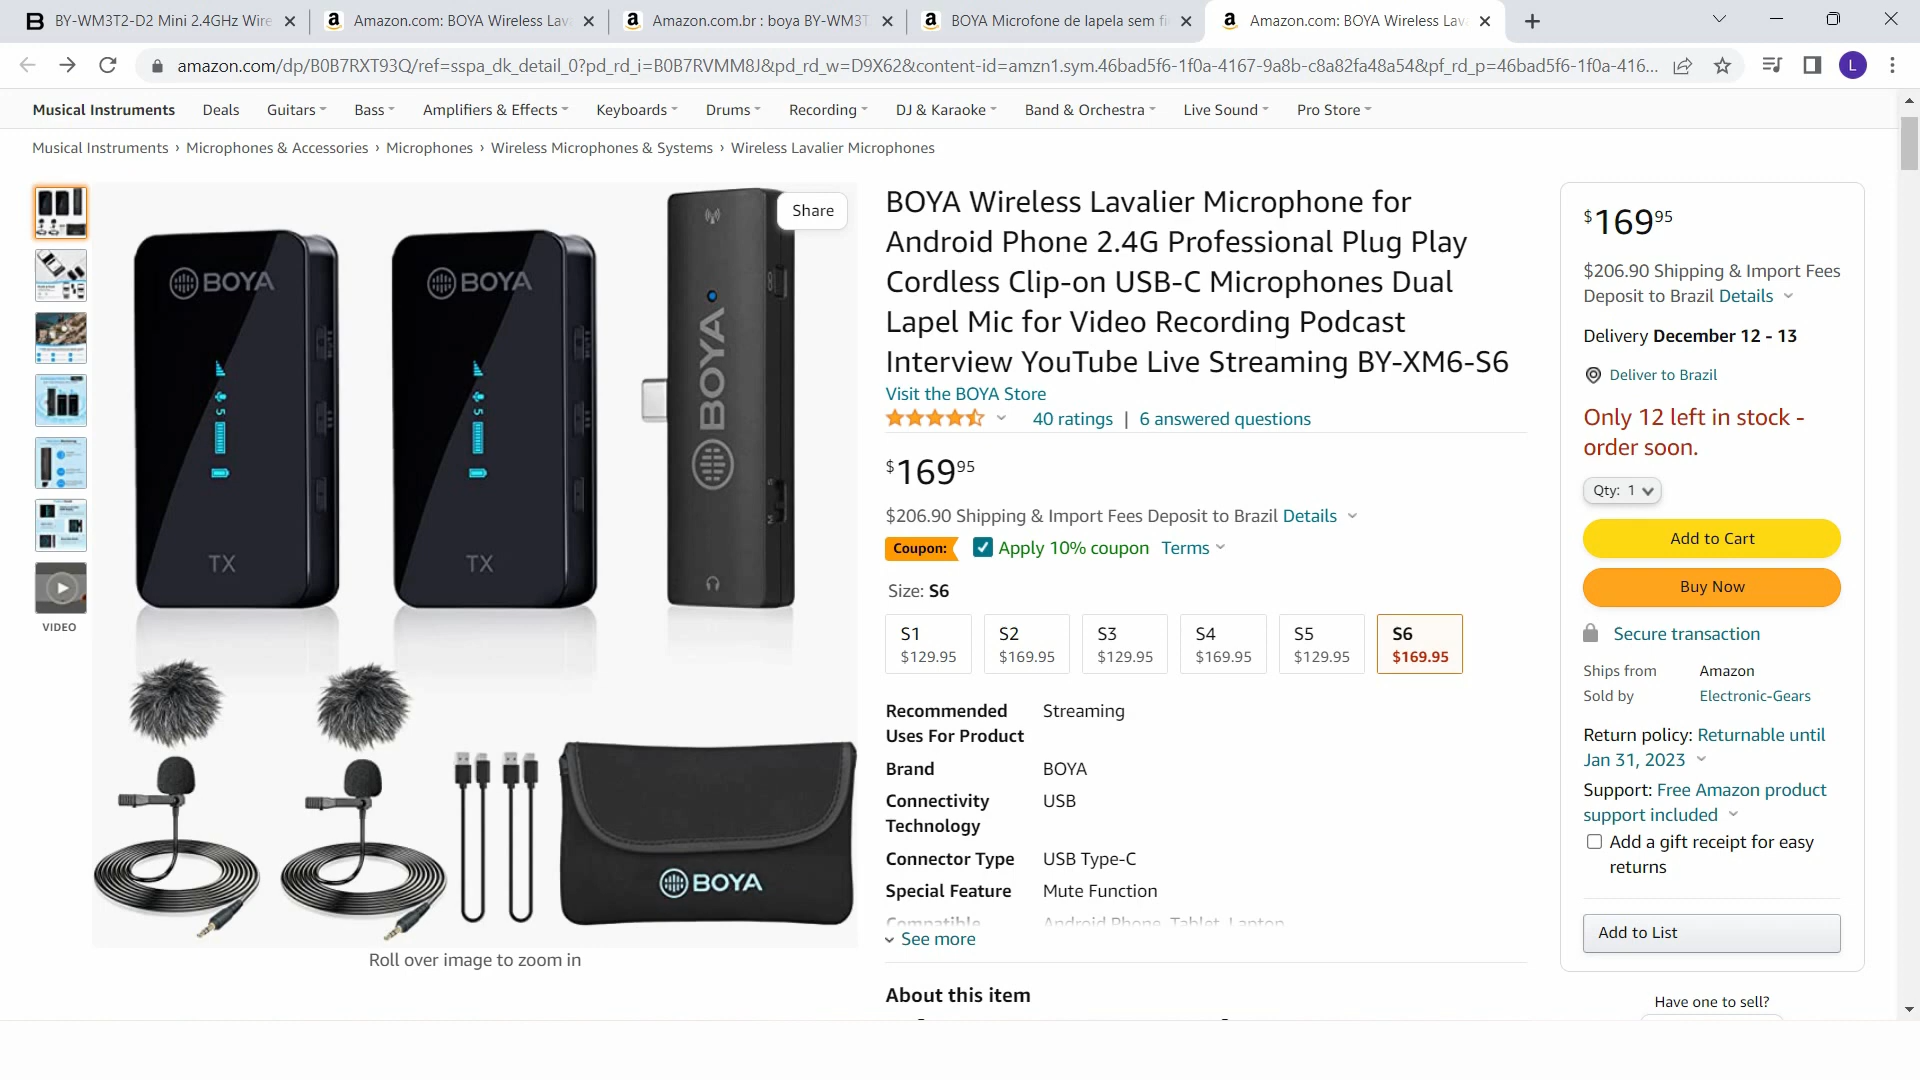 BY-WM3T2-D2 Mini 2.4GHz Wire
Amazon.com: BOYA Wireless Lav
Amazon.com.br : boya BY-WM3T
BOYA Microfone de lapela sem fi
Amazon.com: BOYA Wireless Lav
amazon.com/dp/B0B7RXT93Q/ref=sspa_dk_detail_0?pd_rd_i=B0B7RVMM8J&pd_rd_w=D9X62&content-id=amzn1.sym.46bad5f6-1f0a-4167-9a8b-c8a82fa48a54&pf_rd_p=46bad5f6-1f0a-416...
L
Musical Instruments Deals Guitars Bass Amplifiers & Effects Keyboards Drums Recording DJ & Karaoke Band & Orchestra Live Sound Pro Store
Musical Instruments › Microphones & Accessories › Microphones › Wireless Microphones & Systems › Wireless Lavalier Microphones
VIDEO
Share
BOYA
BOYA
BOYA
5
5
TX
TX
BOYA
Roll over image to zoom in
BOYA Wireless Lavalier Microphone for
Android Phone 2.4G Professional Plug Play
Cordless Clip-on USB-C Microphones Dual
Lapel Mic for Video Recording Podcast
Interview YouTube Live Streaming BY-XM6-S6
Visit the BOYA Store
40 ratings | 6 answered questions
$16995
$206.90 Shipping & Import Fees Deposit to Brazil Details
Coupon: Apply 10% coupon Terms
Size: S6
S1 S2 S3 S4 S5 S6
$129.95 $169.95 $129.95 $169.95 $129.95 $169.95
Recommended Streaming
Uses For Product
Brand BOYA
Connectivity USB
Technology
Connector Type USB Type-C
Special Feature Mute Function
Compatible Android Phone, Tablet, Laptop
See more
About this item
$16995
$206.90 Shipping & Import Fees
Deposit to Brazil Details
Delivery December 12 - 13
Deliver to Brazil
Only 12 left in stock -
order soon.
Qty: 1
Add to Cart
Buy Now
Secure transaction
Ships from Amazon
Sold by Electronic-Gears
Return policy: Returnable until
Jan 31, 2023
Support: Free Amazon product
support included
Add a gift receipt for easy
returns
Add to List
Have one to sell?